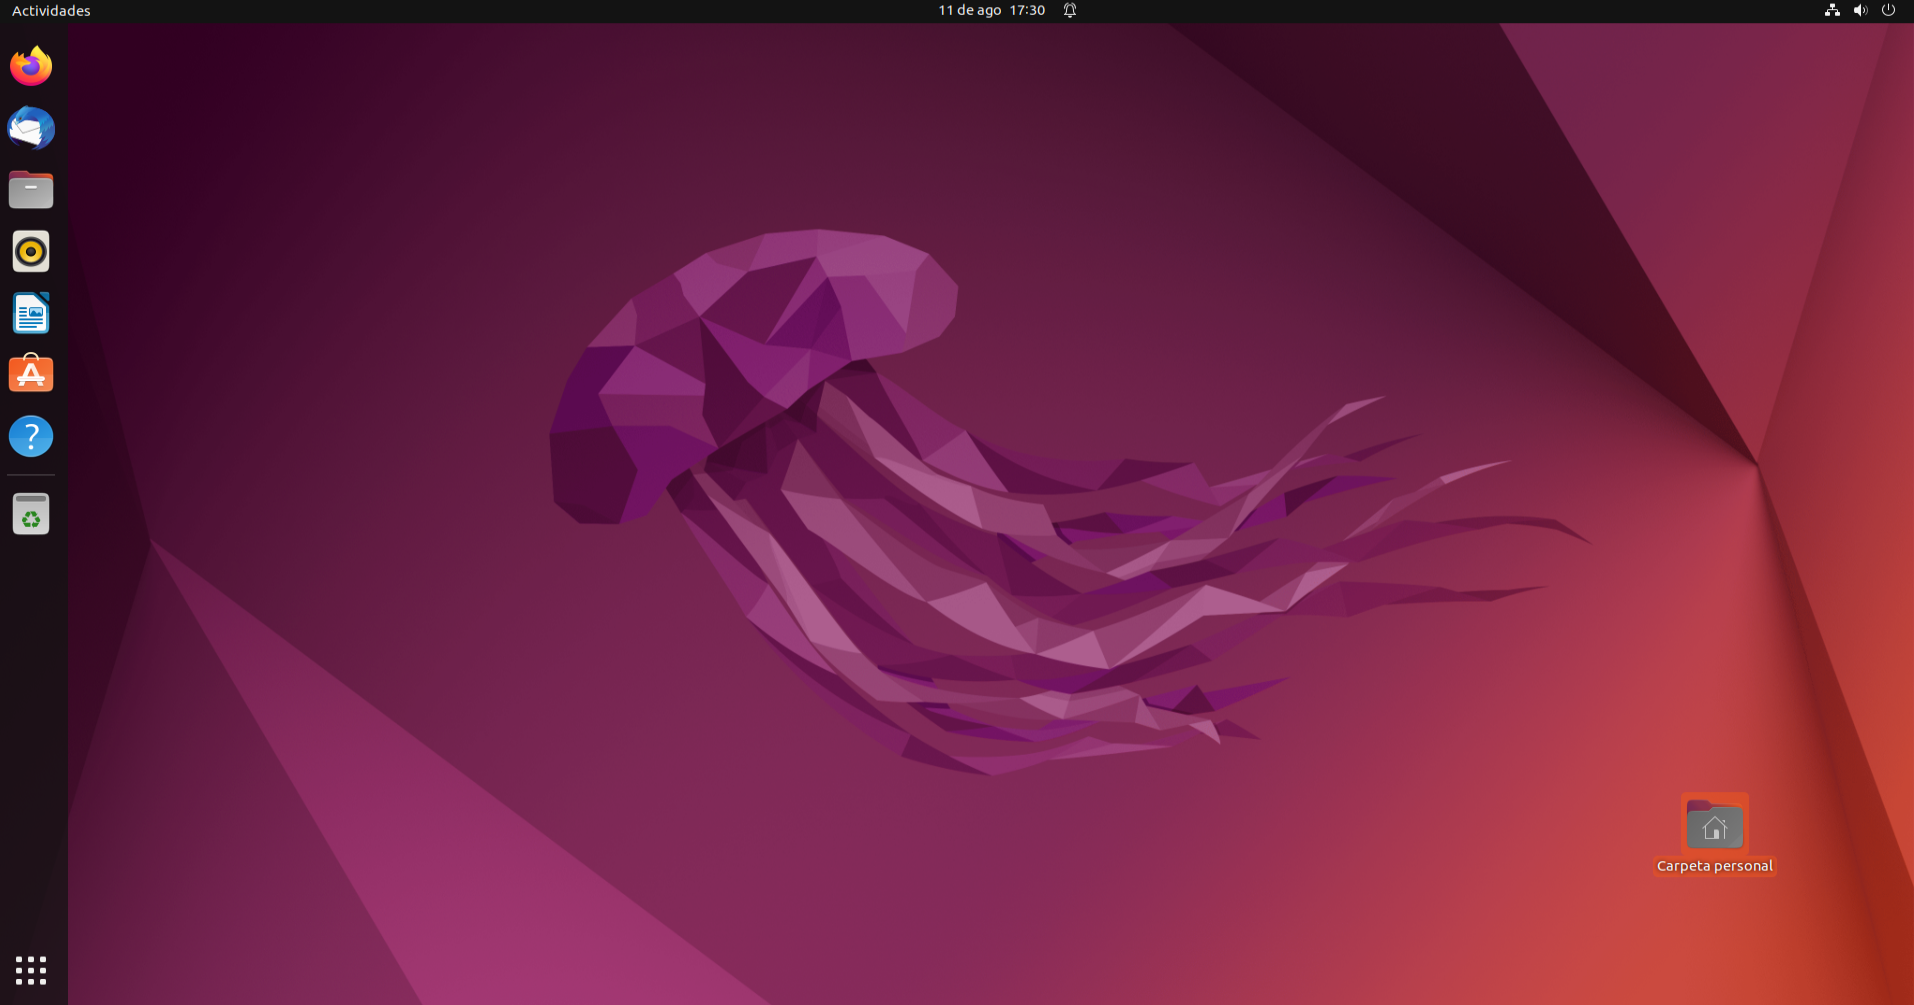 Actividades
11 de ago 17:30
Carpeta personal